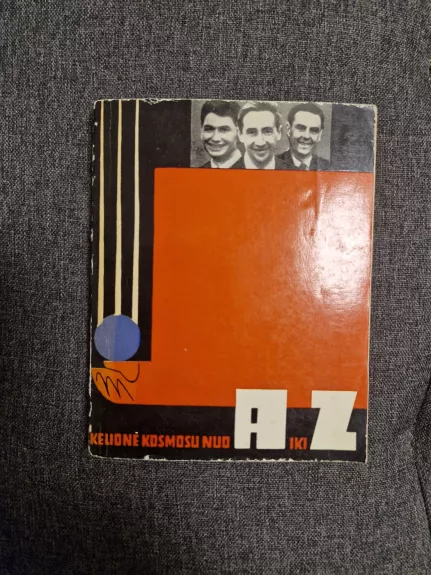 KELIONĖ KOSMOSU NUO A IKI Z